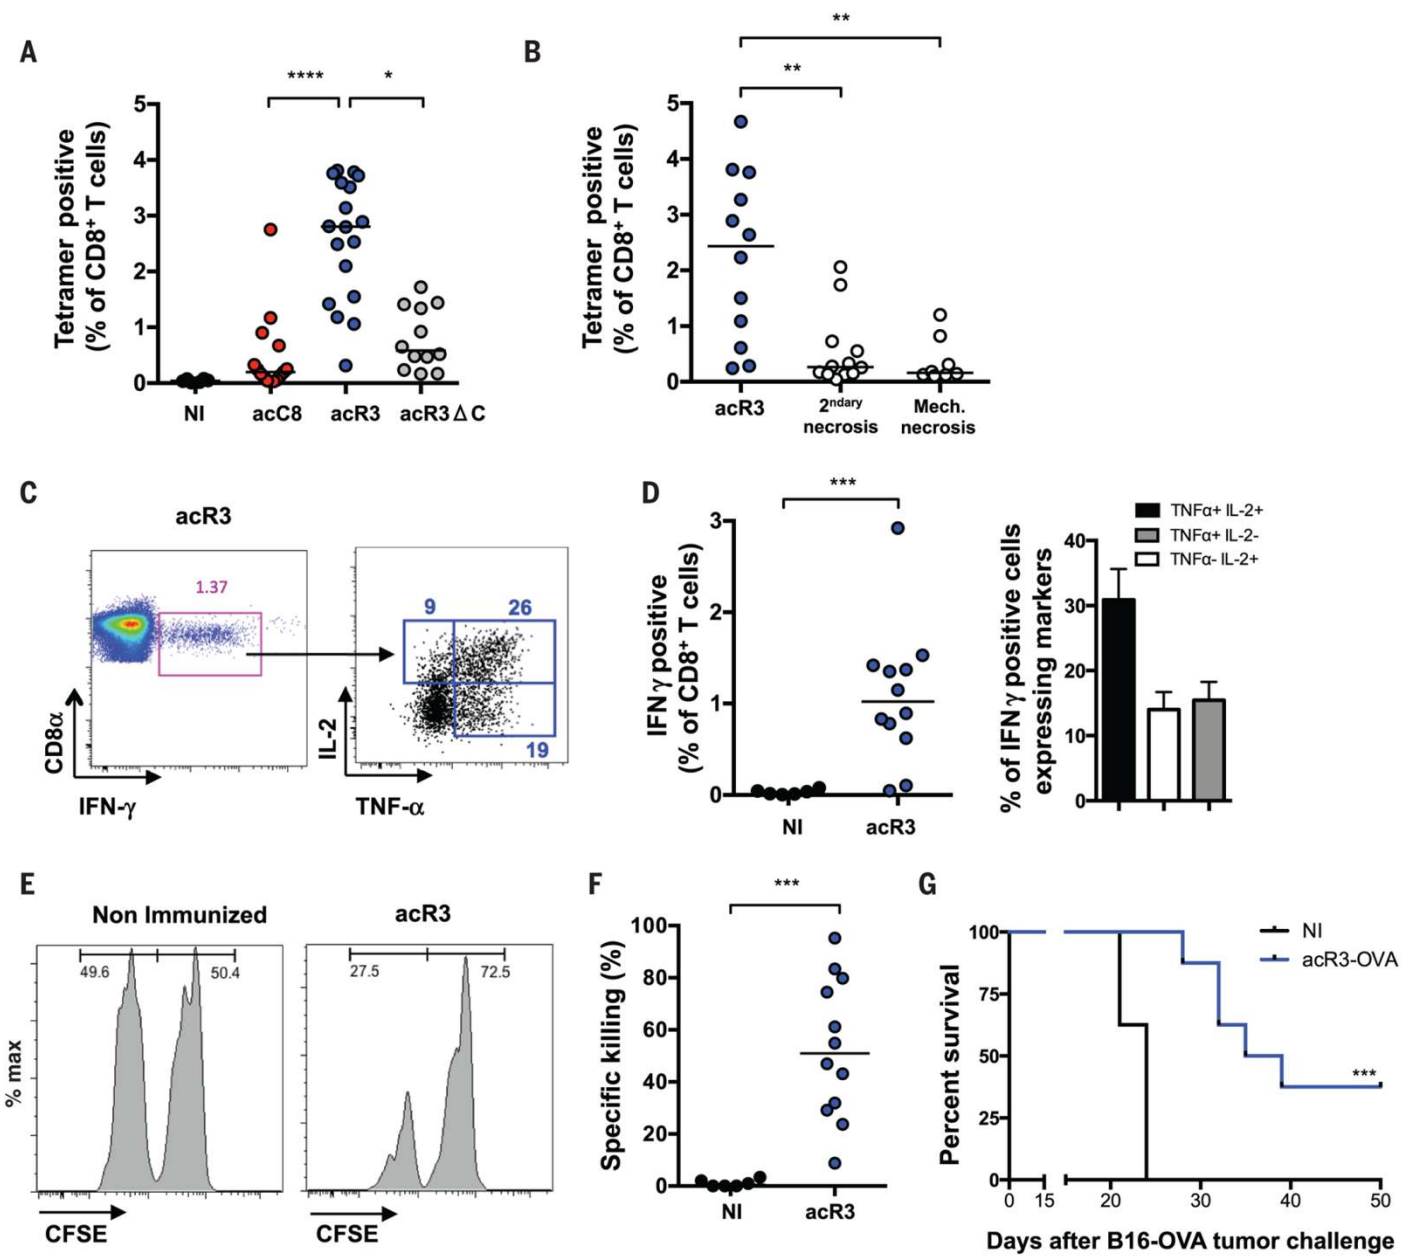 A
****
*
Tetramer positive
(% of CD8+ T cells)
5
4
3
2
1
0
NI
acC8
acR3
acR3 Δ C
B
**
**
Tetramer positive
(% of CD8+ T cells)
5
4
3
2
1
0
acR3
2ndary
necrosis
Mech.
necrosis
C
acR3
1.37
CD8α
IFN-γ
9
26
19
IL-2
TNF-α
D
***
IFNγ positive
(% of CD8+ T cells)
3
2
1
0
NI
acR3
TNFα+ IL-2+
TNFα+ IL-2-
TNFα- IL-2+
% of IFNγ positive cells
expressing markers
40
30
20
10
0
E
Non Immunized
49.6
50.4
acR3
27.5
72.5
% max
CFSE
CFSE
F
***
Specific killing (%)
100
80
60
40
20
0
NI
acR3
G
NI
acR3-OVA
***
Percent survival
100
75
50
25
0
0
15
20
30
40
50
Days after B16-OVA tumor challenge